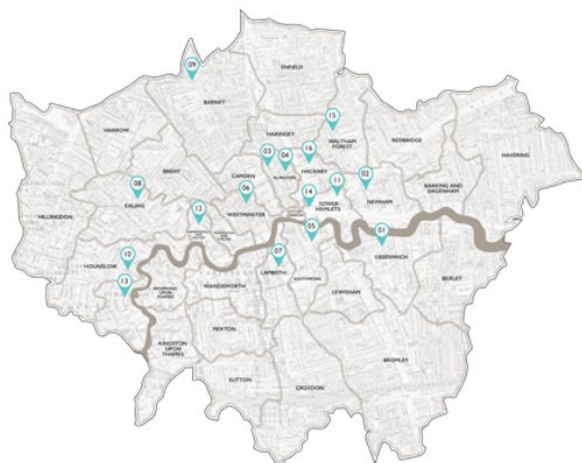 09
ENFIELD
BARNET
HARROW
15
HARINGEY
WALTHAM
FOREST
REDBRIDGE
HAVERING
03
04
16
BRENT
CAMDEN
ISLINGTON
HACKNEY
02
BARKING AND
DAGENHAM
08
06
11
HILLINGDON
EALING
12
WESTMINSTER
14
TOWER
HAMLETS
NEWHAM
05
01
HOUNSLOW
10
07
GREENWICH
13
LAMBETH
SOUTHWARK
BEXLEY
RICHMOND
UPON
THAMES
WANDSWORTH
LEWISHAM
KINGSTON
UPON
THAMES
MERTON
BROMLEY
SUTTON
CROYDON